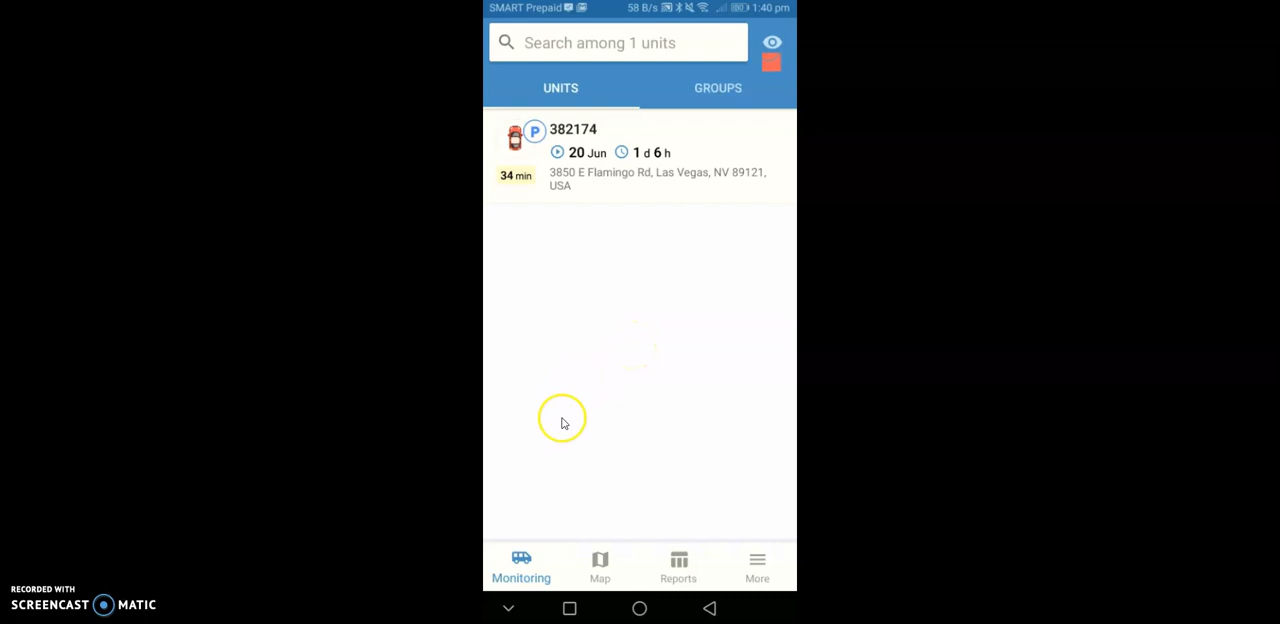 SMART Prepaid 58 B/s 1:40 pm
Search among 1 units
UNITS GROUPS
P 382174
20 Jun 1 d 6 h
34 min 3850 E Flamingo Rd, Las Vegas, NV 89121,
USA
Monitoring Map Reports More
RECORDED WITH
SCREENCAST MATIC